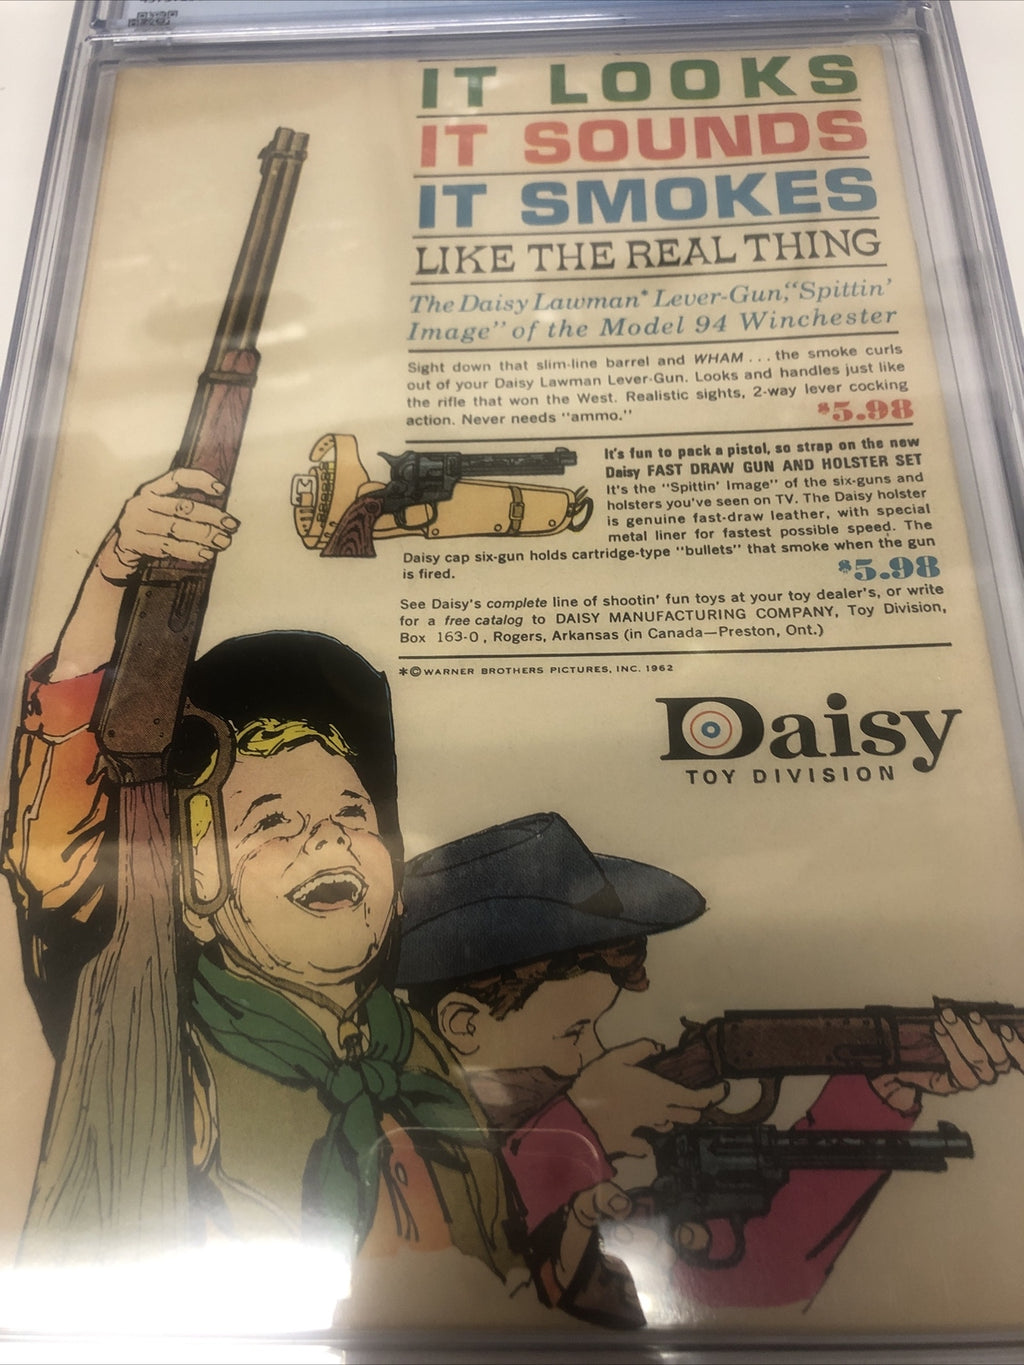 IT LOOKS
IT SOUNDS
IT SMOKES
LIKE THE REAL THING
The Daisy Lawman* Lever-Gun, "Spittin'
Image" of the Model 94 Winchester
Sight down that slim-line barrel and WHAM . . . the smoke curls
out of your Daisy Lawman Lever-Gun. Looks and handles just like
the rifle that won the West. Realistic sights, 2-way lever cocking
action. Never needs "ammo."
$5.98
It's fun to pack a pistol, so strap on the new
Daisy FAST DRAW GUN AND HOLSTER SET
It's the "Spittin' Image" of the six-guns and
holsters you've seen on TV. The Daisy holster
is genuine fast-draw leather, with special
metal liner for fastest possible speed. The
Daisy cap six-gun holds cartridge-type "bullets" that smoke when the gun
is fired.
$5.98
See Daisy's complete line of shootin' fun toys at your toy dealer's, or write
for a free catalog to DAISY MANUFACTURING COMPANY, Toy Division,
Box 163-O, Rogers, Arkansas (in Canada—Preston, Ont.)
*©WARNER BROTHERS PICTURES, INC. 1962
Daisy
TOY DIVISION